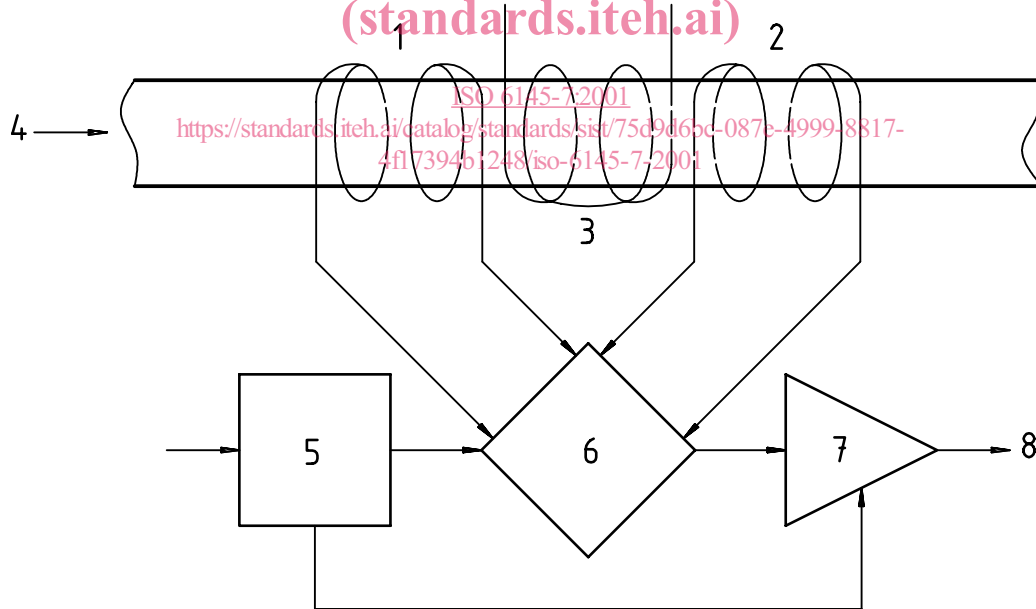 (standards.iteh.ai)
1
2
ISO 6145-7:2001
4
https://standards.iteh.ai/catalog/standards/sist/75d9d6bc-087e-4999-8817-
4f17394b1248/iso-6145-7-2001
3
5
6
7
8